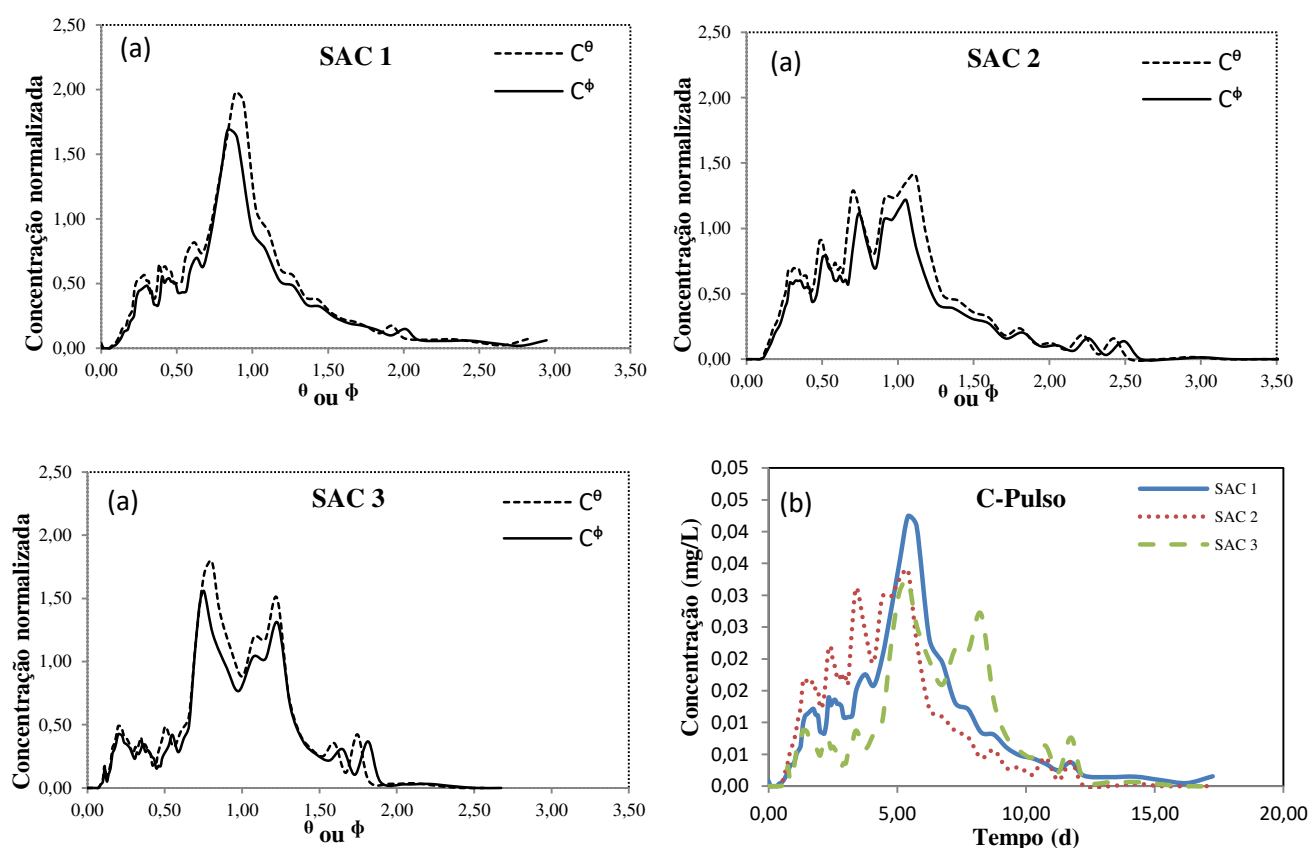 (a)
SAC 1
Cθ
Cϕ
Concentração normalizada
2,50
2,00
1,50
1,00
0,50
0,00
0,00 0,50 1,00 1,50 2,00 2,50 3,00 3,50
θ ou ϕ
(a)
SAC 2
Cθ
Cϕ
Concentração normalizada
2,50
2,00
1,50
1,00
0,50
0,00
0,00 0,50 1,00 1,50 2,00 2,50 3,00 3,50
θ ou ϕ
(a)
SAC 3
Cθ
Cϕ
Concentração normalizada
2,50
2,00
1,50
1,00
0,50
0,00
0,00 0,50 1,00 1,50 2,00 2,50 3,00 3,50
θ ou ϕ
(b)
C-Pulso
SAC 1
SAC 2
SAC 3
Concentração (mg/L)
0,05
0,05
0,04
0,04
0,03
0,03
0,02
0,02
0,01
0,01
0,00
0,00 5,00 10,00 15,00 20,00
Tempo (d)